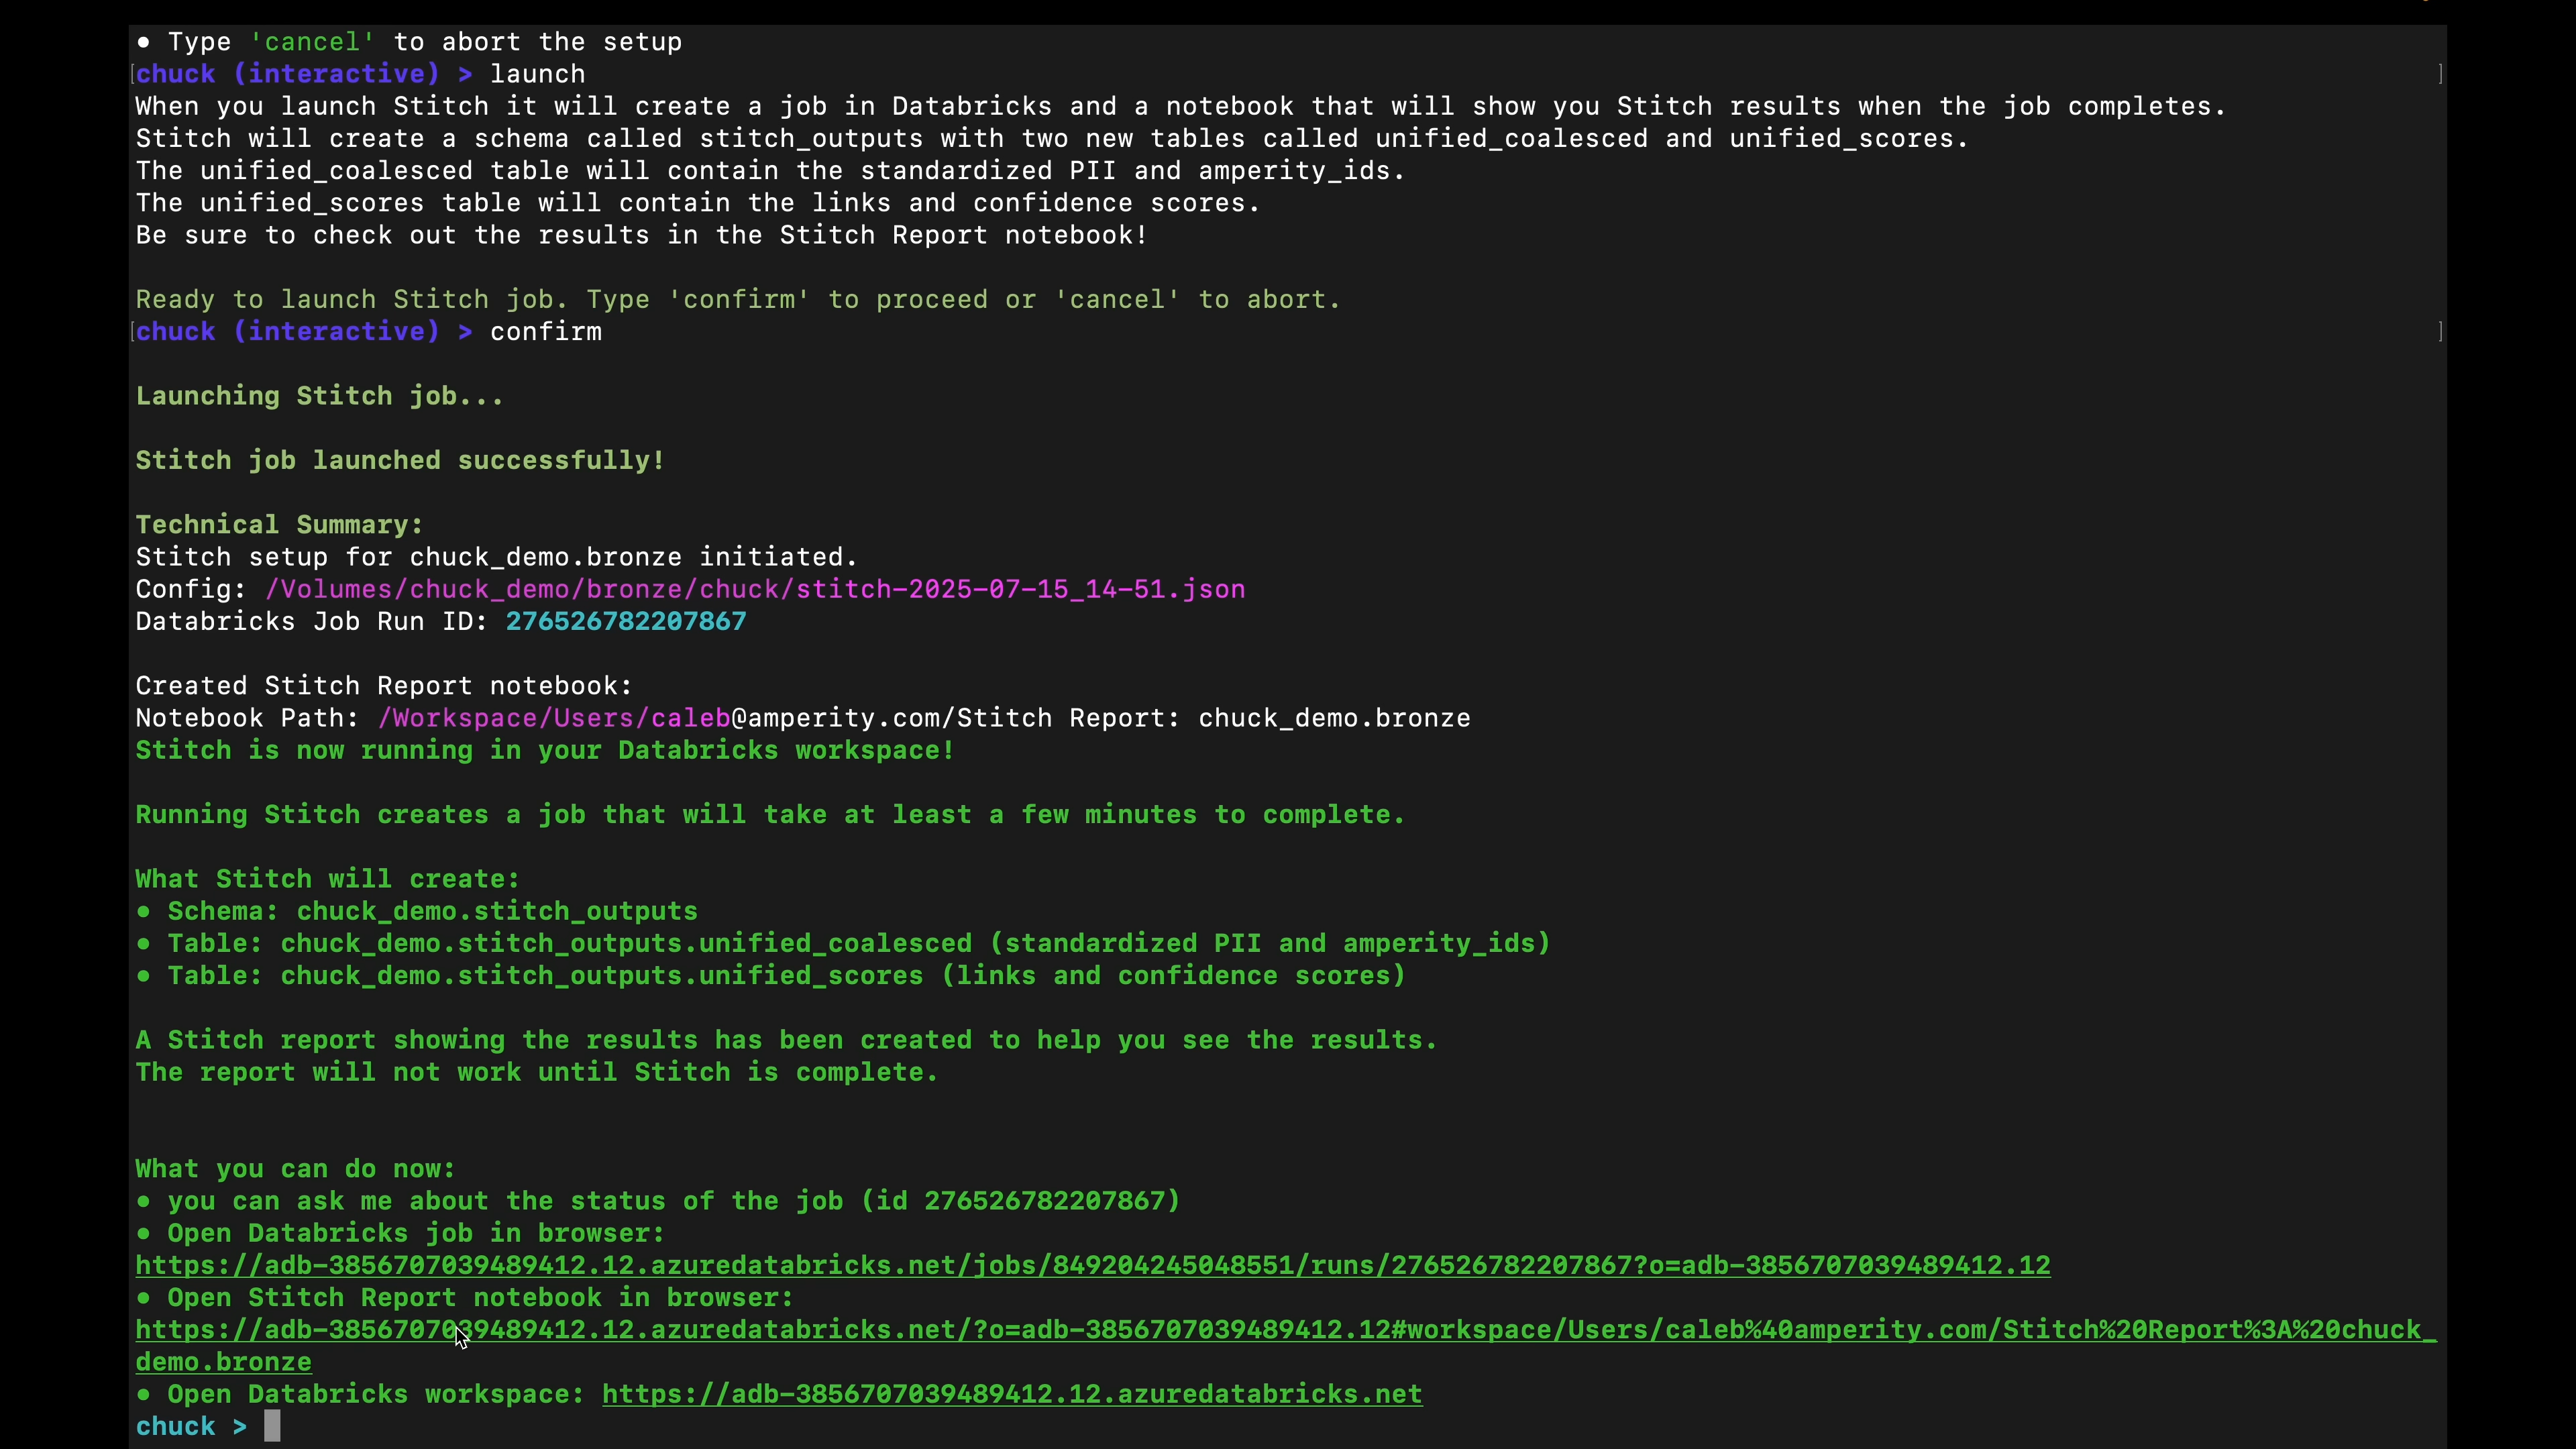 • Type 'cancel' to abort the setup
[chuck (interactive) > launch ]
When you launch Stitch it will create a job in Databricks and a notebook that will show you Stitch results when the job completes.
Stitch will create a schema called stitch_outputs with two new tables called unified_coalesced and unified_scores.
The unified_coalesced table will contain the standardized PII and amperity_ids.
The unified_scores table will contain the links and confidence scores.
Be sure to check out the results in the Stitch Report notebook!
Ready to launch Stitch job. Type 'confirm' to proceed or 'cancel' to abort.
[chuck (interactive) > confirm ]
Launching Stitch job...
Stitch job launched successfully!
Technical Summary:
Stitch setup for chuck_demo.bronze initiated.
Config: /Volumes/chuck_demo/bronze/chuck/stitch-2025-07-15_14-51.json
Databricks Job Run ID: 276526782207867
Created Stitch Report notebook:
Notebook Path: /Workspace/Users/caleb@amperity.com/Stitch Report: chuck_demo.bronze
Stitch is now running in your Databricks workspace!
Running Stitch creates a job that will take at least a few minutes to complete.
What Stitch will create:
• Schema: chuck_demo.stitch_outputs
• Table: chuck_demo.stitch_outputs.unified_coalesced (standardized PII and amperity_ids)
• Table: chuck_demo.stitch_outputs.unified_scores (links and confidence scores)
A Stitch report showing the results has been created to help you see the results.
The report will not work until Stitch is complete.
What you can do now:
• you can ask me about the status of the job (id 276526782207867)
• Open Databricks job in browser:
https://adb-3856707039489412.12.azuredatabricks.net/jobs/849204245048551/runs/276526782207867?o=adb-3856707039489412.12
• Open Stitch Report notebook in browser:
https://adb-3856707039489412.12.azuredatabricks.net/?o=adb-3856707039489412.12#workspace/Users/caleb%40amperity.com/Stitch%20Report%3A%20chuck_
demo.bronze
• Open Databricks workspace: https://adb-3856707039489412.12.azuredatabricks.net
chuck >